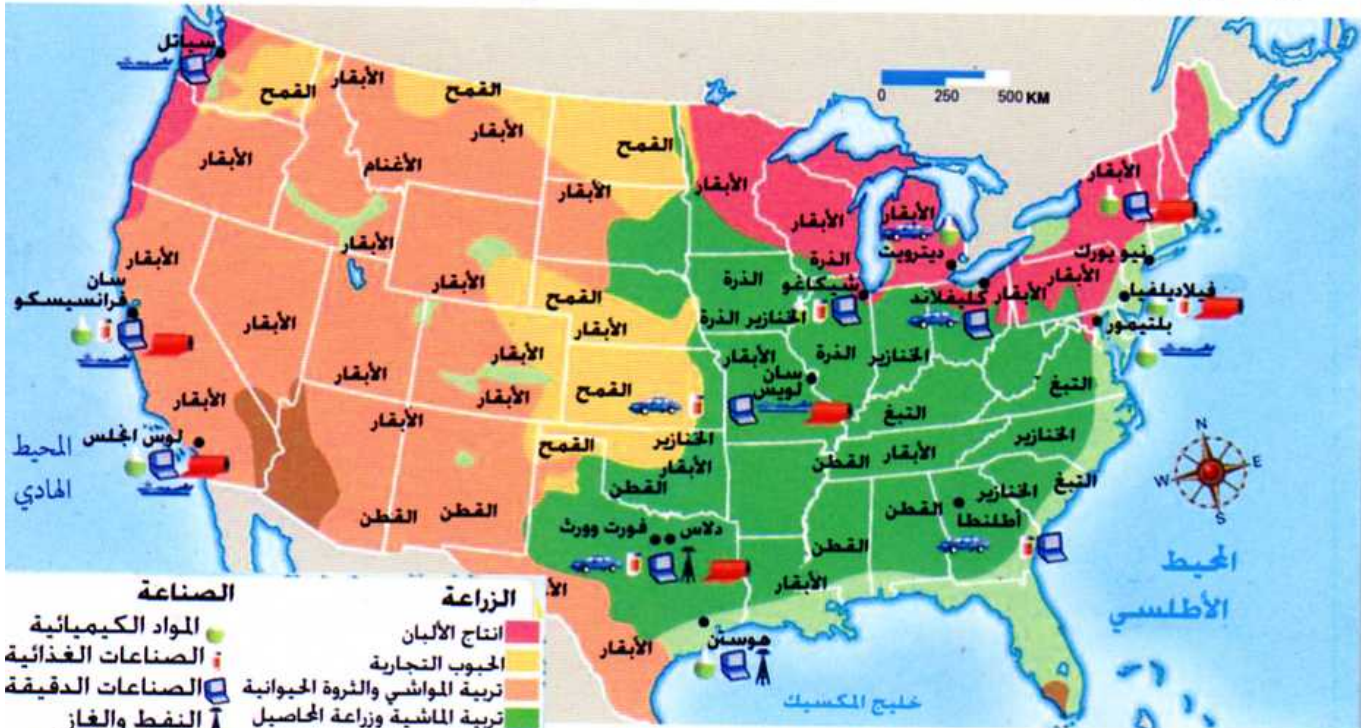 سياتل
القمح
الأبقار
القمح
الأبقار
القمح
الأبقار
الأغنام
الأبقار
الأبقار
الأبقار
الأبقار
الأبقار
0 250 500 KM
الأبقار
نيو يورك
ديترويت
الأبقار
الأبقار
فيلاديلفيا
بلتيمور
الذرة
الذرة
شيكاغو
كليفلاند
الأبقار
الأبقار
القمح
الأبقار
الخنازير الذرة
الأبقار
سان
فرانسيسكو
الأبقار
الأبقار
الأبقار
الأبقار
القمح
الأبقار
الذرة
الخنازير
سان
لويس
التبغ
التبغ
الأبقار
الأبقار
لوس انجلس
المحيط
الهادي
القمح
الخنازير
الأبقار
قطن
القطن
الأبقار
الخنازير
التبغ
N
E
S
W
القطن
القطن
القطن
الخنازير
أطلنطا
دلاس
فورت وورث
القطن
الأبقار
المحيط
الأطلسي
الأبقار
هوستن
خليج المكسيك
الزراعة
انتاج الألبان
الحبوب التجارية
تربية المواشي والثروة الحيوانية
تربية الماشية وزراعة المحاصيل
الصناعة
المواد الكيميائية
الصناعات الغذائية
الصناعات الدقيقة
النفط والغاز